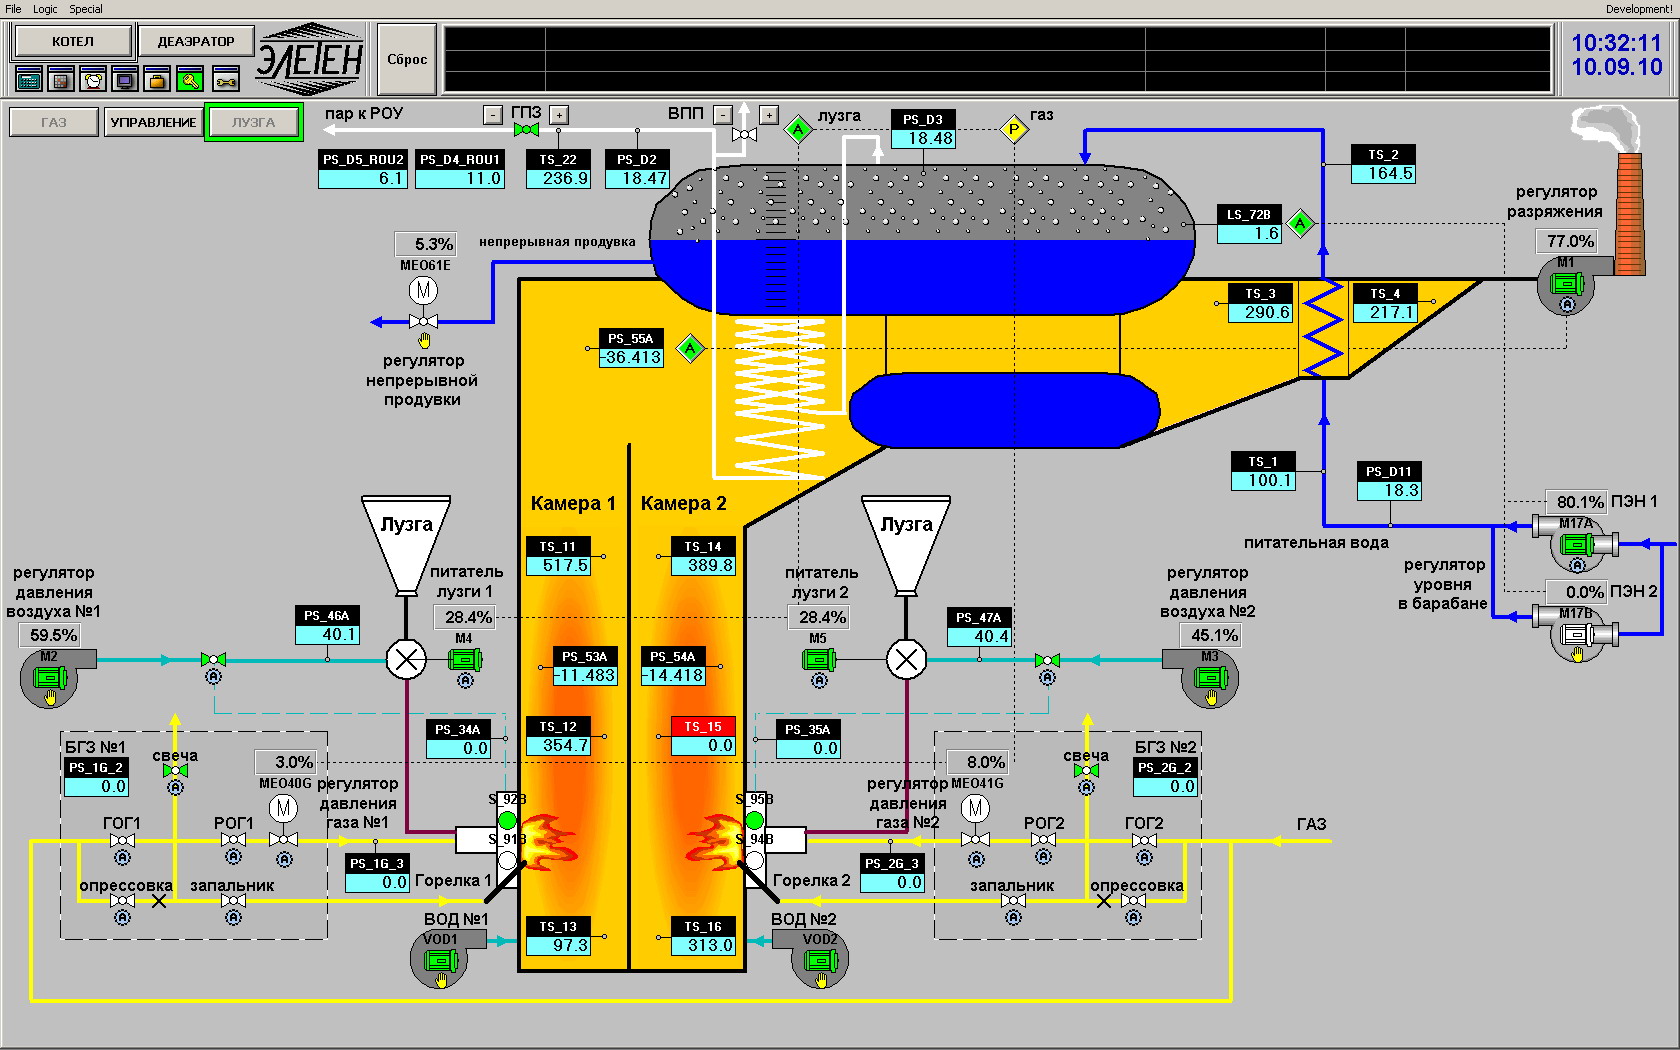 File Logic Special Development!
КОТЕЛ
ДЕАЭРАТОР
ЭЛЕТЕН
Сброс
10:32:11
10.09.10
ГАЗ
УПРАВЛЕНИЕ
ЛУЗГА
пар к РОУ
- ГПЗ +
ВПП - +
A лузга
P газ
PS_D3
18.48
PS_D5_ROU2
6.1
PS_D4_ROU1
11.0
TS_22
236.9
PS_D2
18.47
TS_2
164.5
регулятор
разряжения
77.0%
M1
A
LS_72B
1.6
A
5.3%
MEO61E
M
непрерывная продувка
регулятор
непрерывной
продувки
PS_55A
-36.413
A
TS_3
290.6
TS_4
217.1
TS_1
100.1
PS_D11
18.3
80.1% ПЭН 1
M17A
A
питательная вода
регулятор
уровня
в барабане
0.0% ПЭН 2
M17B
Камера 1
Камера 2
Лузга
Лузга
TS_11
517.5
TS_14
389.8
регулятор
давления
воздуха №1
59.5%
M2
PS_46A
40.1
питатель
лузги 1
28.4%
M4
A
A
питатель
лузги 2
28.4%
M5
A
PS_47A
40.4
A
регулятор
давления
воздуха №2
45.1%
M3
PS_53A
-11.483
PS_54A
-14.418
PS_34A
0.0
TS_12
354.7
TS_15
0.0
PS_35A
0.0
БГЗ №1
PS_1G_2
0.0
свеча
A
3.0%
MEO40G
M
регулятор
давления
газа №1
S_92B
S_91B
S_95B
S_94B
регулятор
давления
газа №2
8.0%
MEO41G
M
свеча
A
БГЗ №2
PS_2G_2
0.0
ГОГ1
A
РОГ1
A
A
A
РОГ2
A
ГОГ2
A
ГАЗ
PS_1G_3
0.0
Горелка 1
Горелка 2
PS_2G_3
0.0
опрессовка
A
запальник
A
запальник
A
опрессовка
A
ВОД №1
VOD1
TS_13
97.3
TS_16
313.0
ВОД №2
VOD2